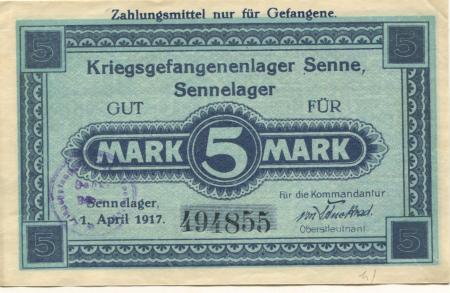 Zahlungsmittel nur für Gefangene.
5 5
Kriegsgefangenenlager Senne,
Sennelager
GUT FÜR
MARK 5 MARK
Sennelager,
1. April 1917.
494855
für die Kommandantur
Oberstleutnant
5 5